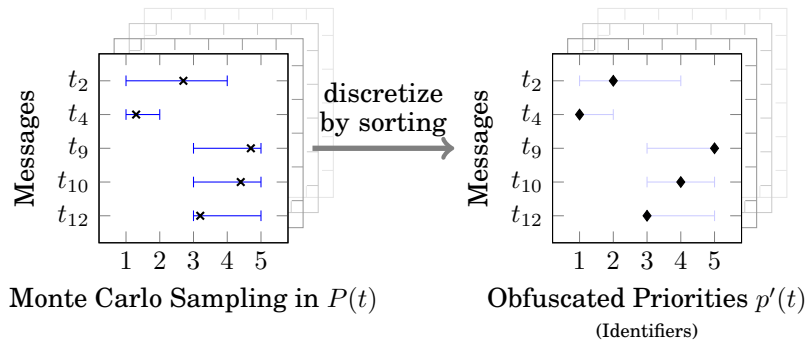 Messages
t₂
t₄
t₉
t₁₀
t₁₂
1 2 3 4 5
Monte Carlo Sampling in P(t)
discretize
by sorting
Messages
t₂
t₄
t₉
t₁₀
t₁₂
1 2 3 4 5
Obfuscated Priorities p′(t)
(Identifiers)